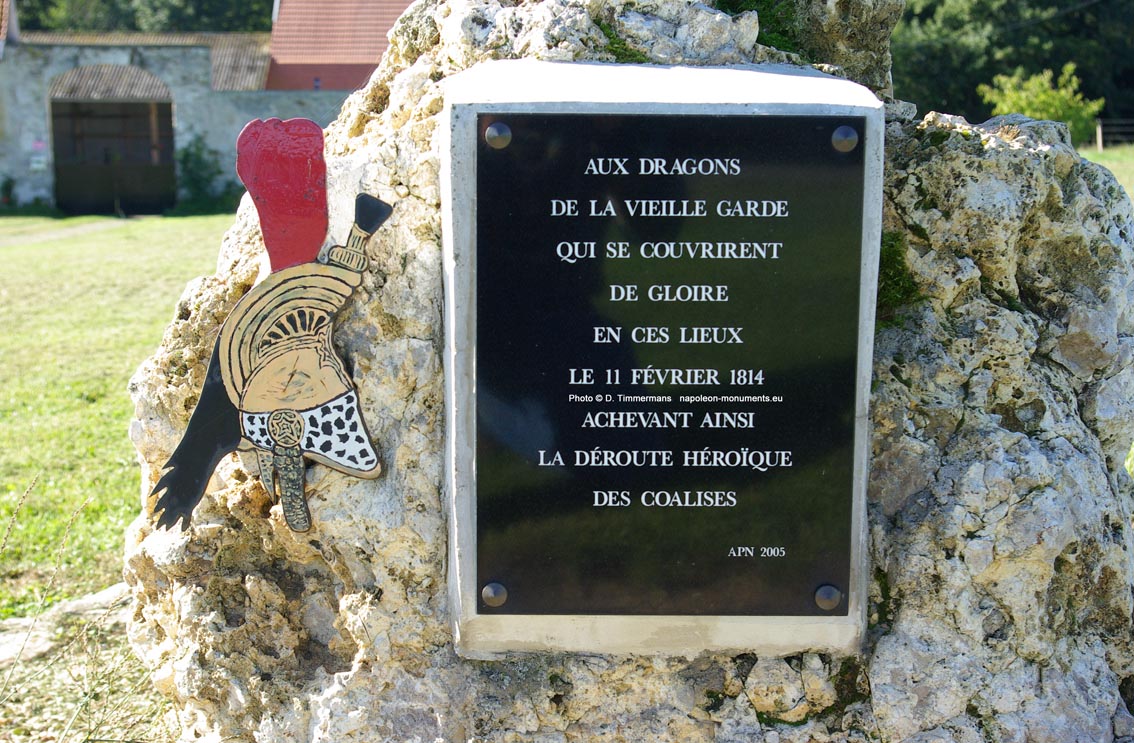 AUX DRAGONS
DE LA VIEILLE GARDE
QUI SE COUVRIRENT
DE GLOIRE
EN CES LIEUX
LE 11 FÉVRIER 1814
Photo © D. Timmermans napoleon-monuments.eu
ACHEVANT AINSI
LA DÉROUTE HÉROÏQUE
DES COALISES
APN 2005